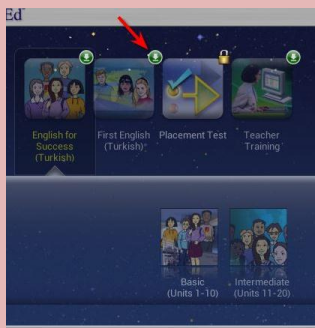 Ed
English for
Success
(Turkish)
First English
(Turkish)
Placement Test
Teacher
Training
Basic
(Units 1-10)
Intermediate
(Units 11-20)